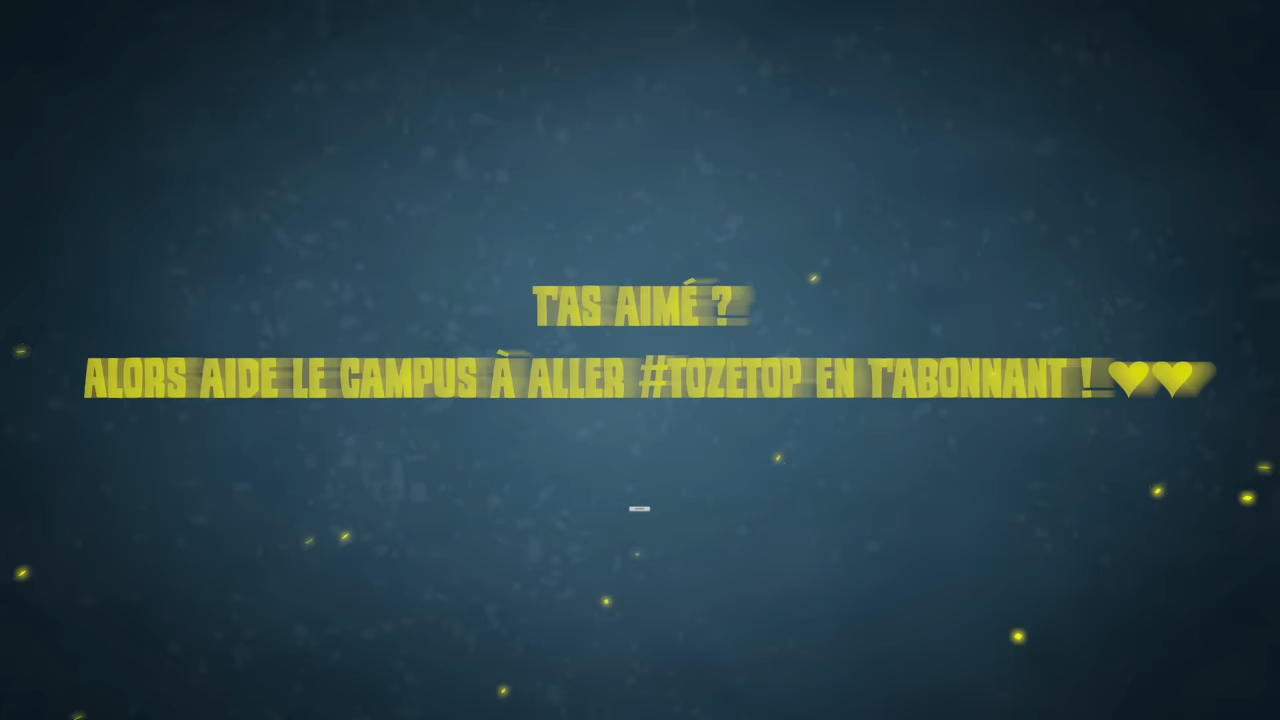 T'AS AIMÉ ?
ALORS AIDE LE CAMPUS À ALLER #TOZETOP EN T'ABONNANT ! ♥♥